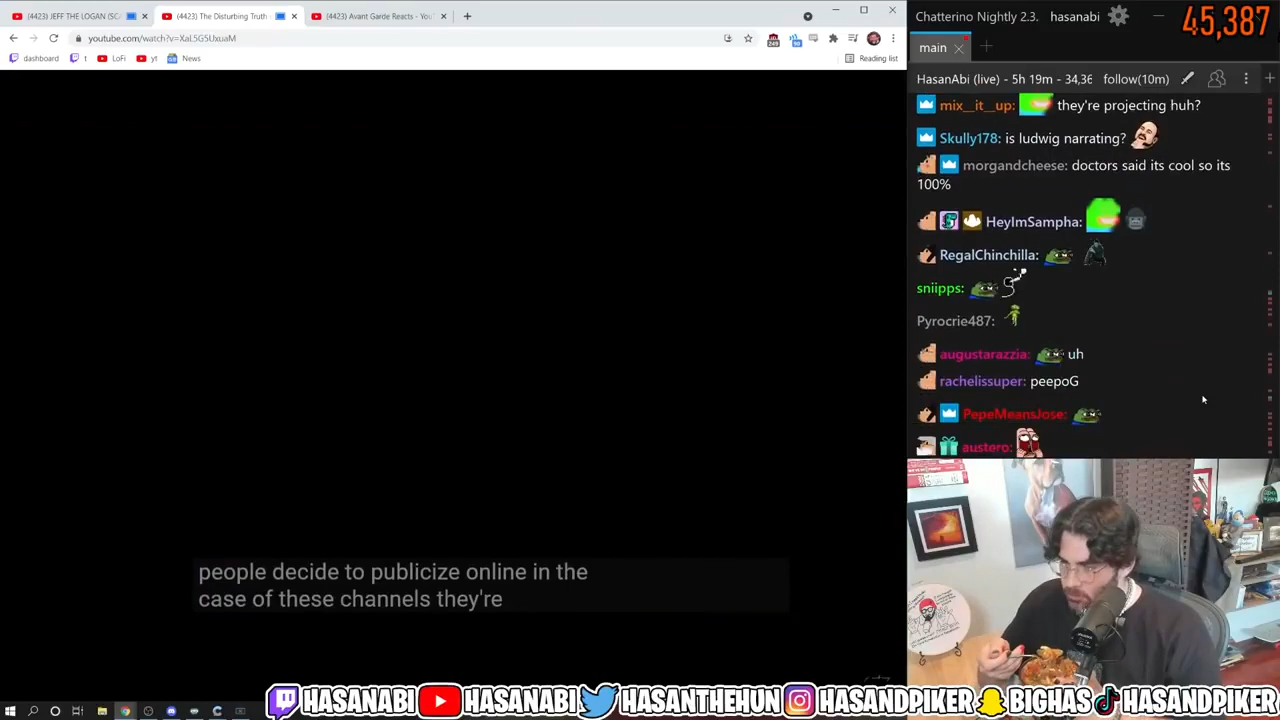 (4423) JEFF THE LOGAN (SC
(4423) The Disturbing Truth
(4423) Avant Garde Reacts - You
youtube.com/watch?v=XaL5G5UxuaM
dashboard
t
LoFi
yt
News
Reading list
Chatterino Nightly 2.3.
hasanabi
45,387
main
HasanAbi (live) - 5h 19m - 34,36
follow(10m)
mix__it__up: they're projecting huh?
Skully178: is ludwig narrating?
morgandcheese: doctors said its cool so its
100%
HeyImSampha:
RegalChinchilla:
sniipps:
Pyrocrie487:
augustarazzia: uh
rachelissuper: peepoG
PepeMeansJose:
austero:
people decide to publicize online in the
case of these channels they're
HASANABI
HASANABI
HASANTHEHUN
HASANDPIKER
BIGHAS
HASANDPIKER